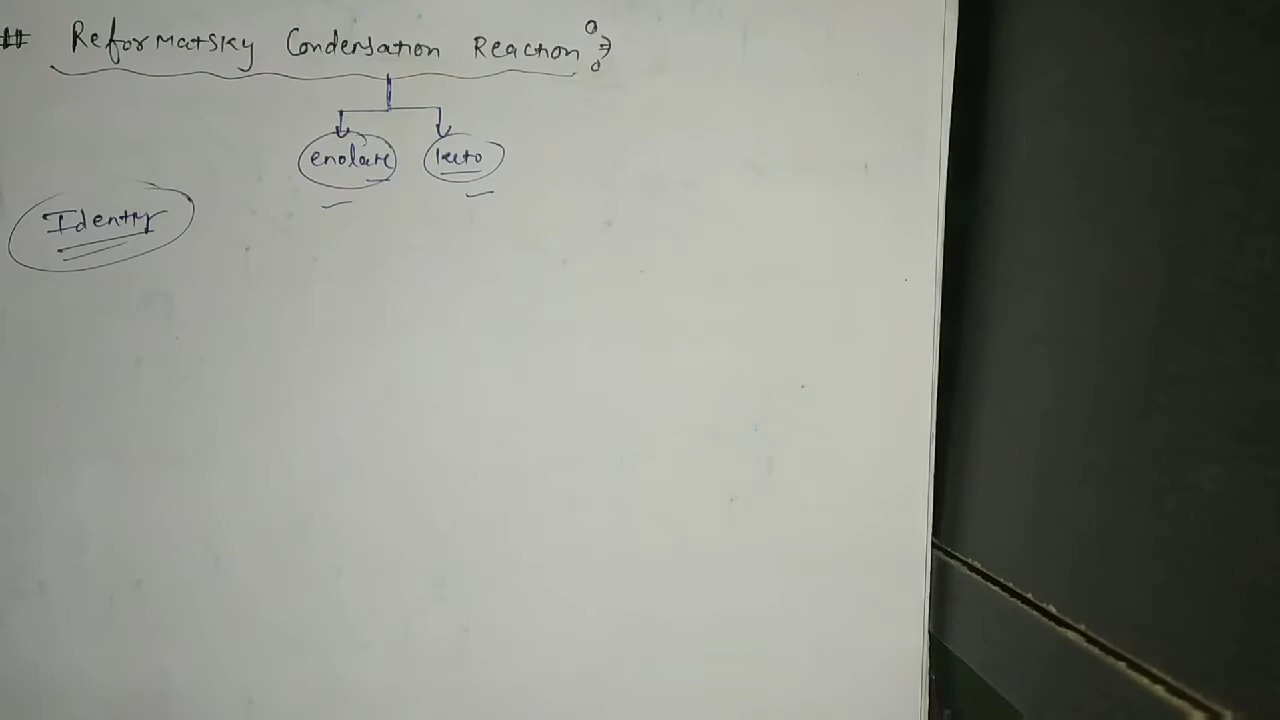 # Reformatsky Condensation Reaction :⇒
enolate keto
Identity